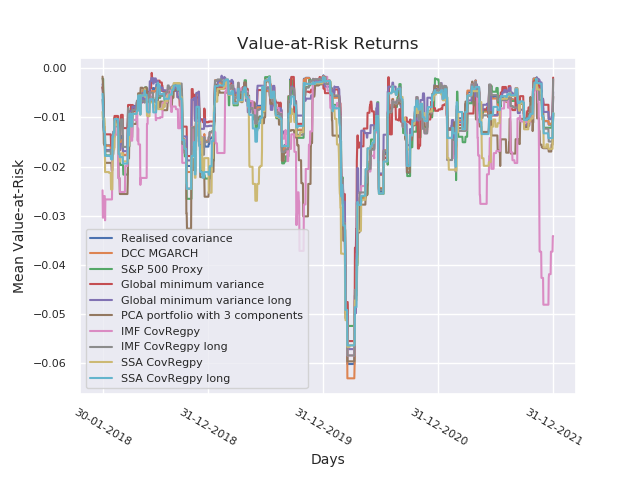 Value-at-Risk Returns
0.00
−0.01
−0.02
−0.03
−0.04
−0.05
−0.06
Mean Value-at-Risk
Realised covariance
DCC MGARCH
S&P 500 Proxy
Global minimum variance
Global minimum variance long
PCA portfolio with 3 components
IMF CovRegpy
IMF CovRegpy long
SSA CovRegpy
SSA CovRegpy long
30-01-2018
31-12-2018
31-12-2019
31-12-2020
31-12-2021
Days